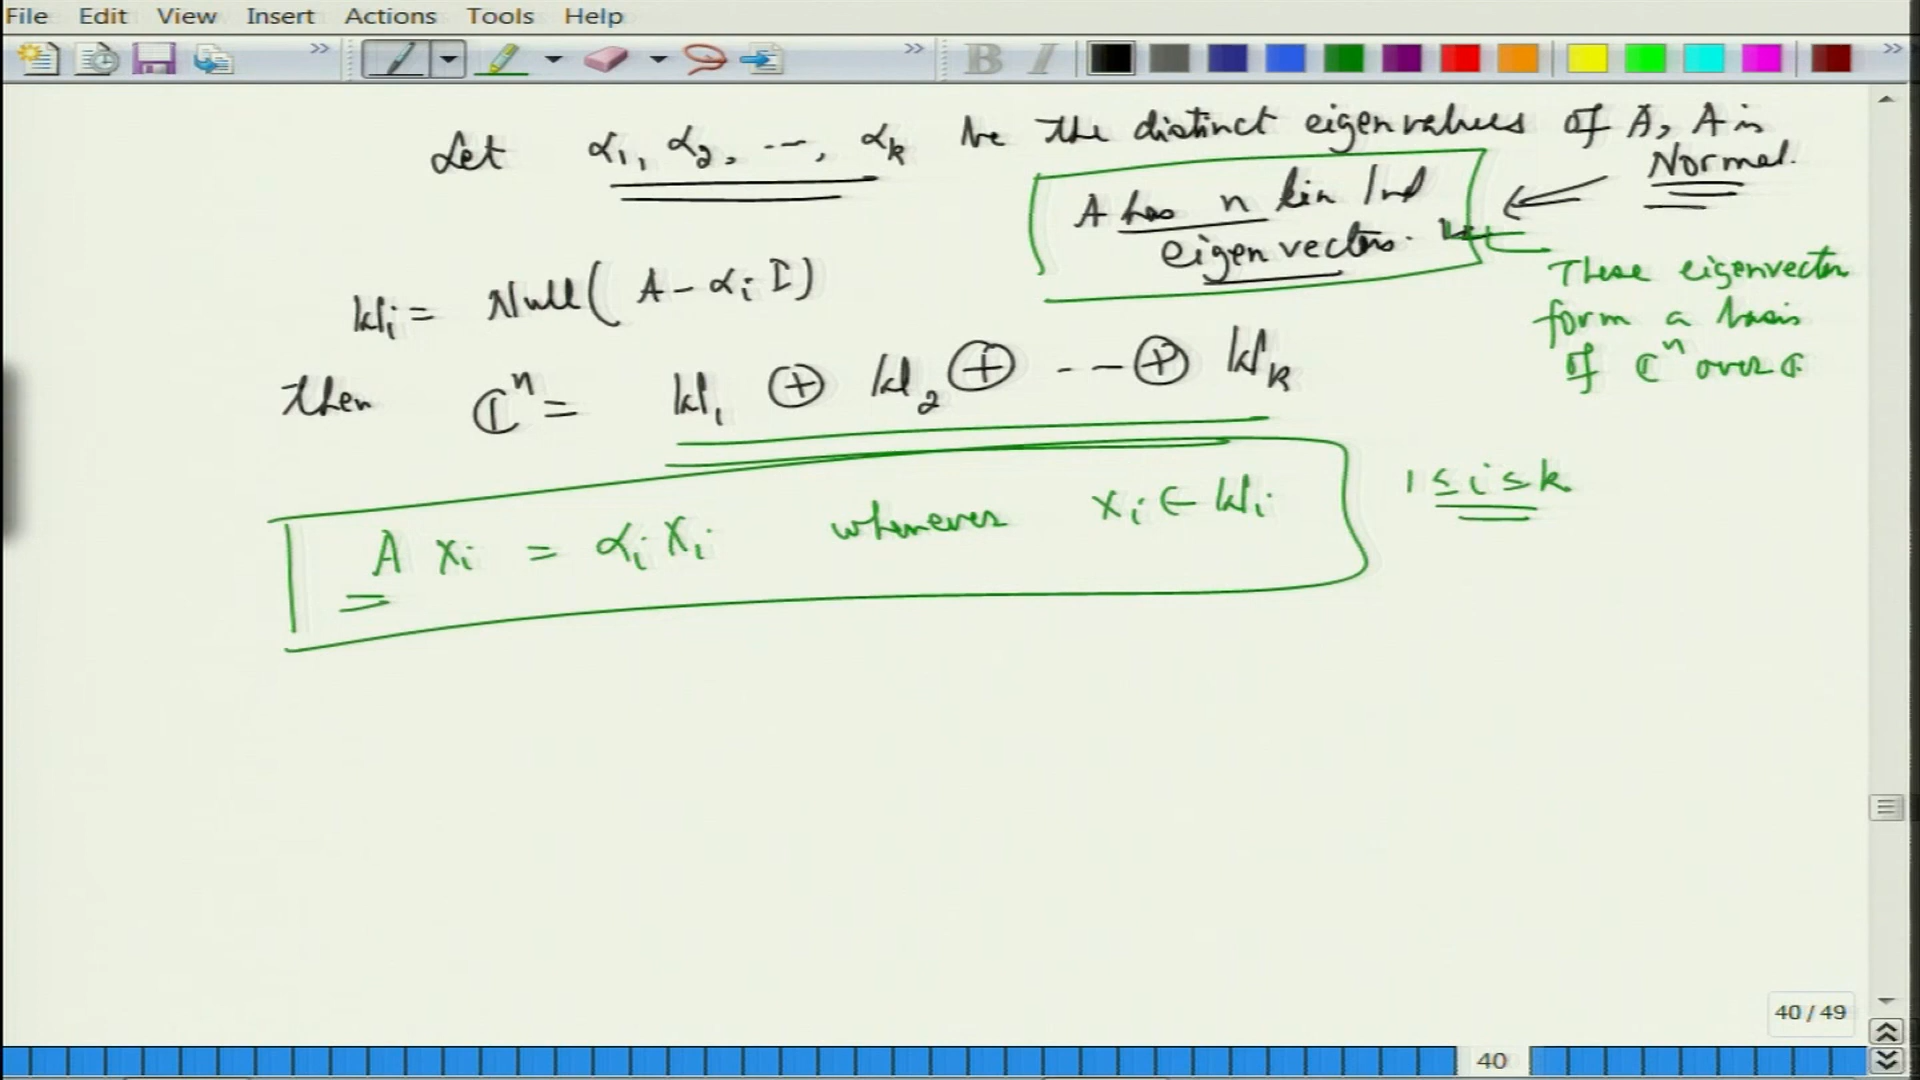 File Edit View Insert Actions Tools Help
Let α₁, α₂, ..., αₖ be the distinct eigenvalues of A, A is
Normal.
A has n lin Ind
eigenvectors.
These eigenvectors
form a basis
of ℂⁿ over ℂ
Wᵢ = Null(A - αᵢ I)
then ℂⁿ = W₁ ⊕ W₂ ⊕ --- ⊕ Wₖ
A xᵢ = αᵢ xᵢ whenever xᵢ ∈ Wᵢ 1 ≤ i ≤ k
40 / 49
40